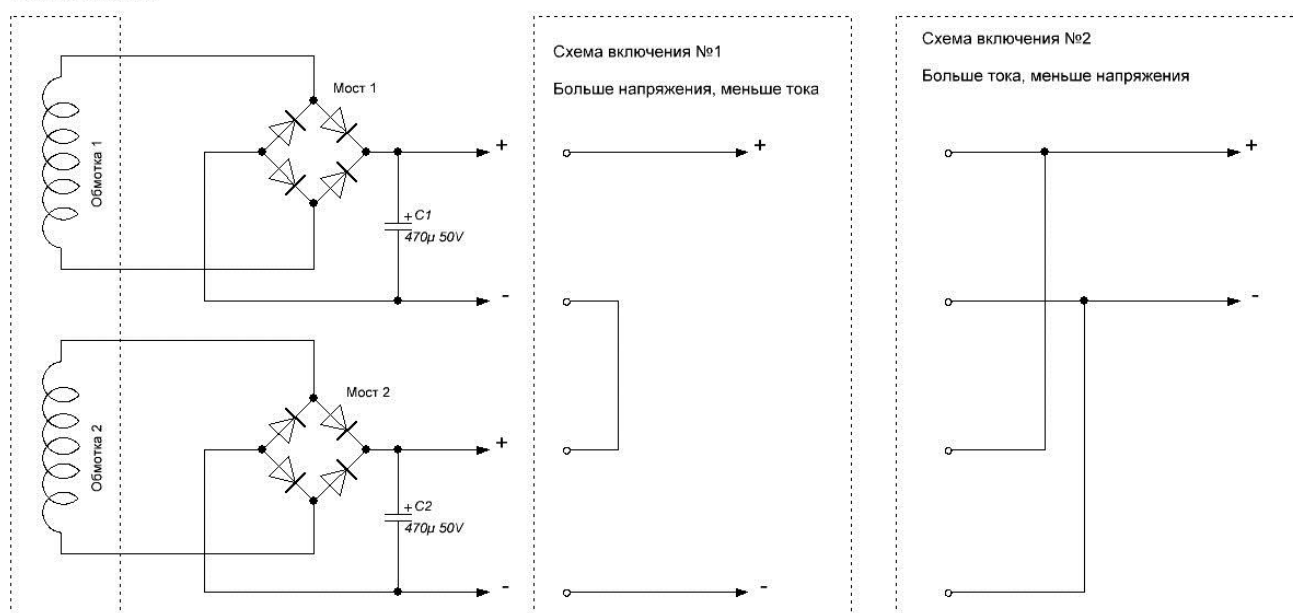 Мост 1
Обмотка 1
+
+ C1
470µ 50V
-
Мост 2
Обмотка 2
+
+ C2
470µ 50V
-
Схема включения №1
Больше напряжения, меньше тока
+
-
Схема включения №2
Больше тока, меньше напряжения
+
-